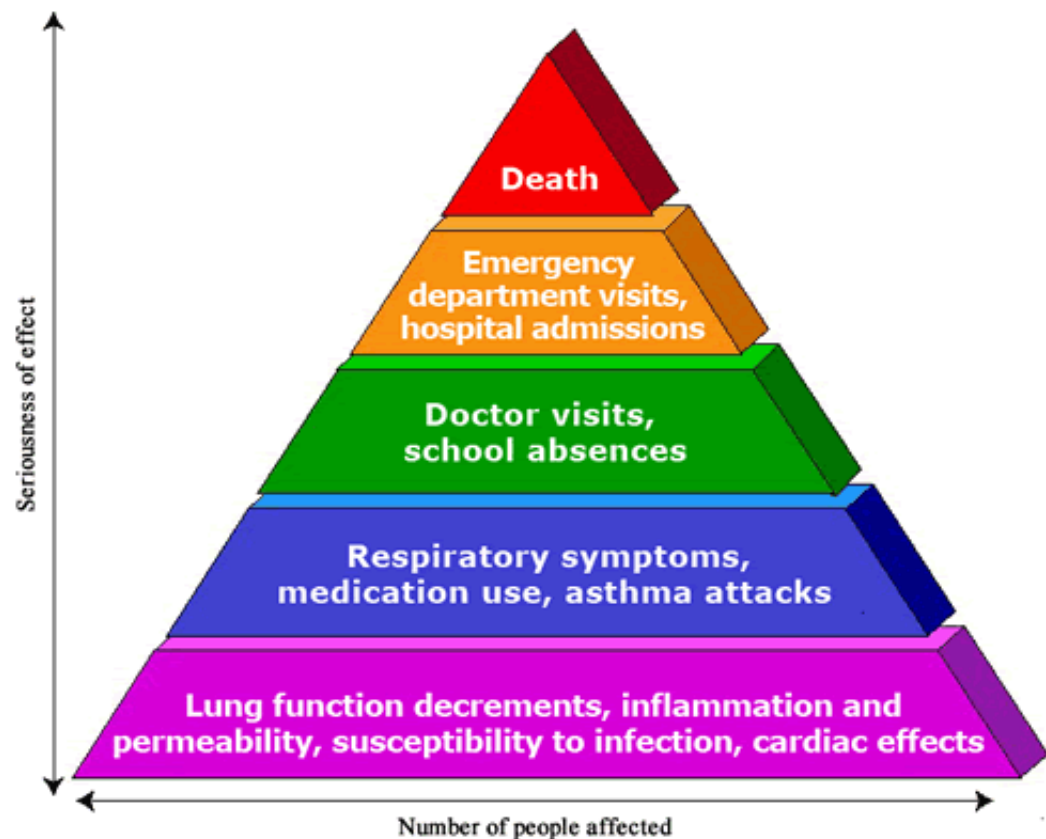 Death
Emergency
department visits,
hospital admissions
Doctor visits,
school absences
Respiratory symptoms,
medication use, asthma attacks
Lung function decrements, inflammation and
permeability, susceptibility to infection, cardiac effects
Seriousness of effect
Number of people affected